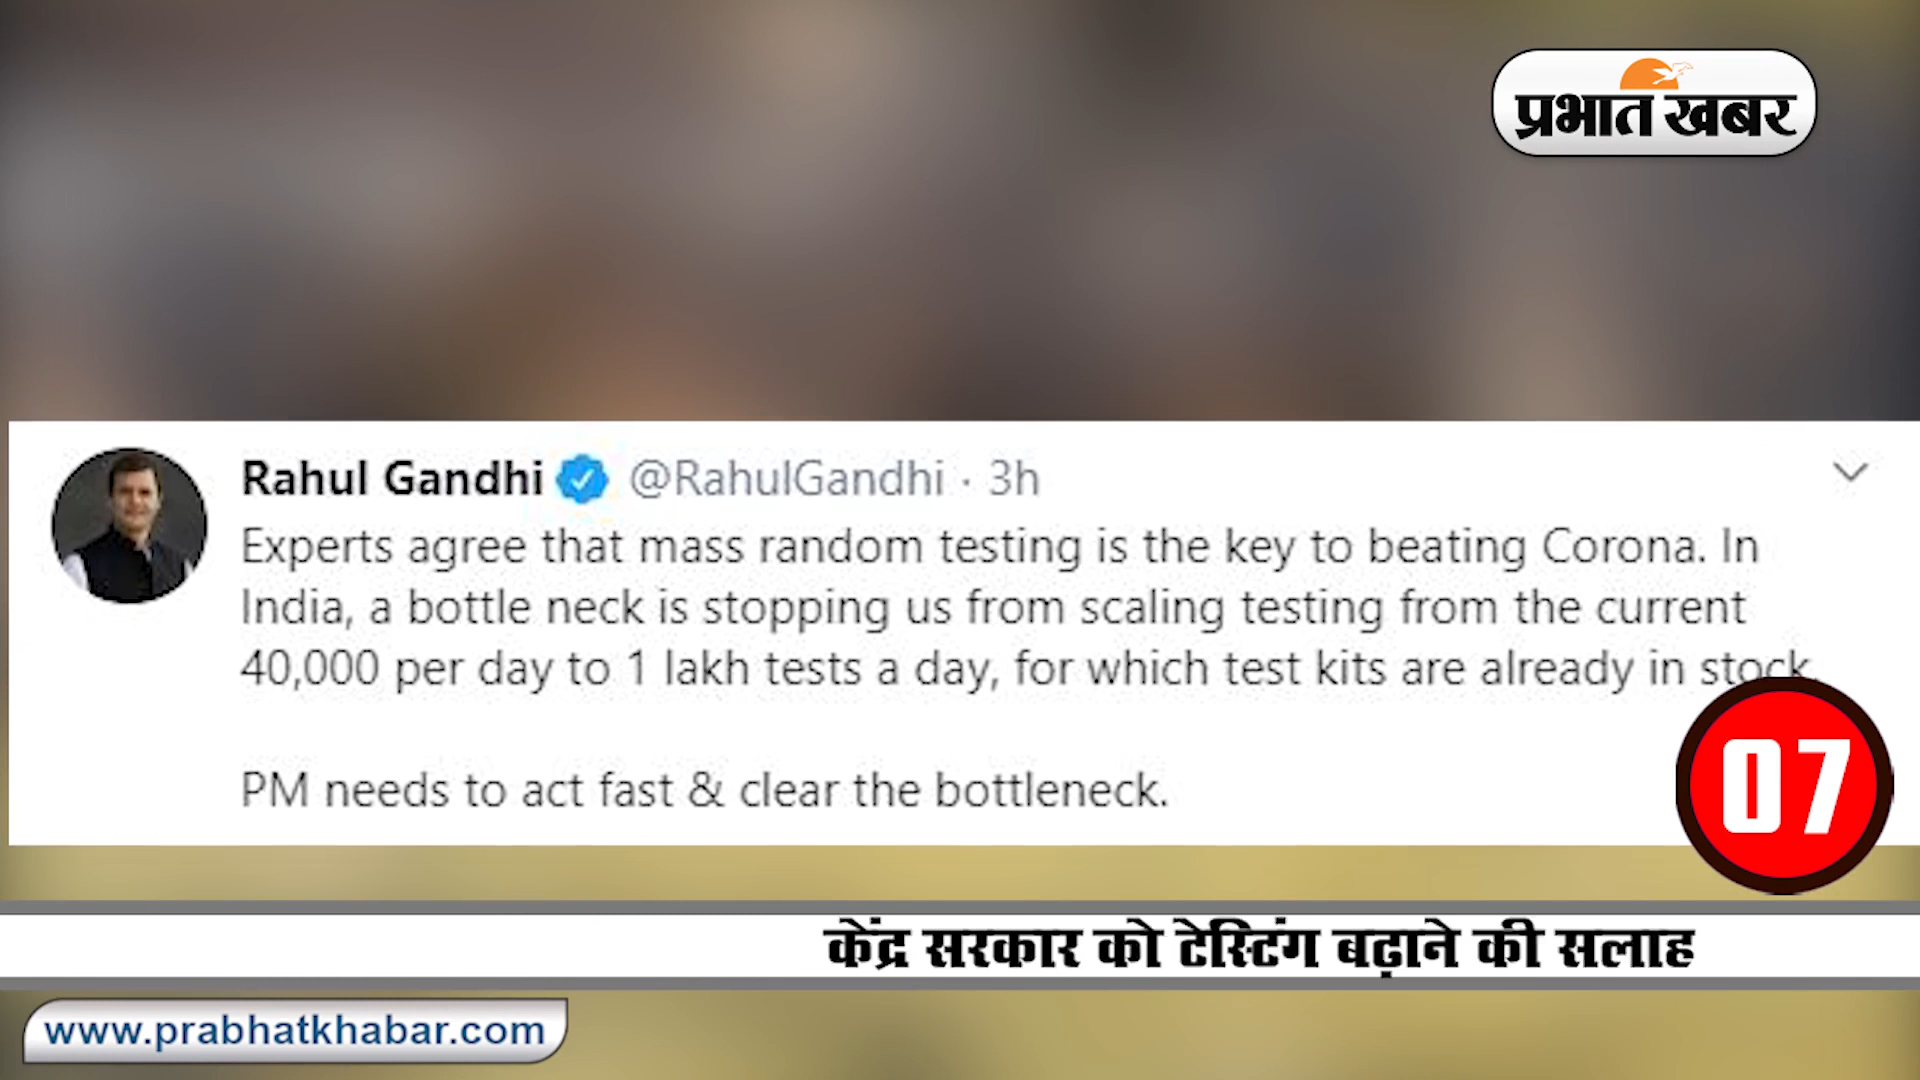 प्रभात खबर
Rahul Gandhi @RahulGandhi · 3h
Experts agree that mass random testing is the key to beating Corona. In
India, a bottle neck is stopping us from scaling testing from the current
40,000 per day to 1 lakh tests a day, for which test kits are already in stock.
PM needs to act fast & clear the bottleneck.
07
केंद्र सरकार को टेस्टिंग बढ़ाने की सलाह
www.prabhatkhabar.com